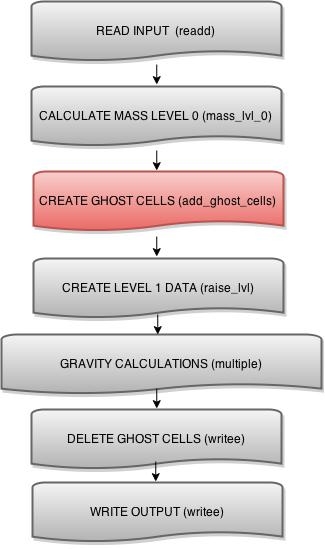 READ INPUT (readd)
CALCULATE MASS LEVEL 0 (mass_lvl_0)
CREATE GHOST CELLS (add_ghost_cells)
CREATE LEVEL 1 DATA (raise_lvl)
GRAVITY CALCULATIONS (multiple)
DELETE GHOST CELLS (writee)
WRITE OUTPUT (writee)